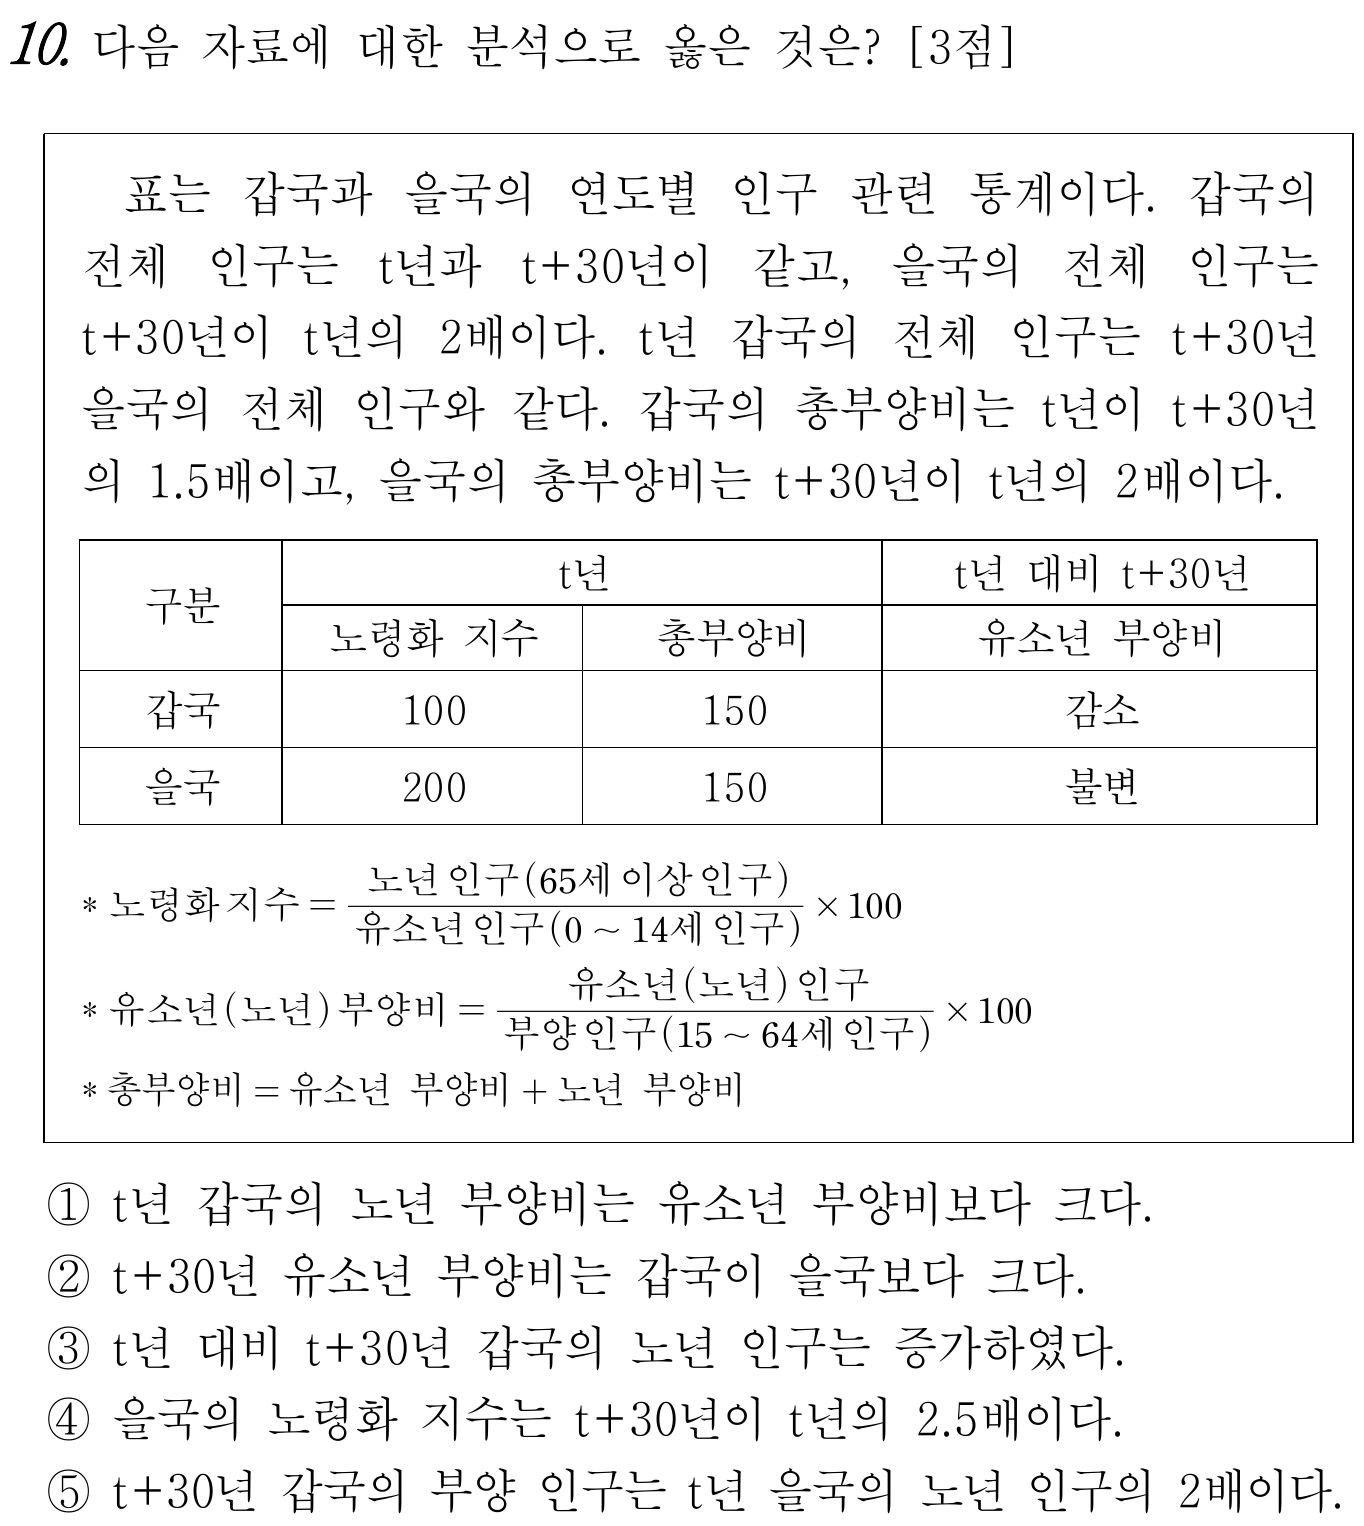 10. 다음 자료에 대한 분석으로 옳은 것은? [3점]
표는 갑국과 을국의 연도별 인구 관련 통계이다. 갑국의
전체 인구는 t년과 t+30년이 같고, 을국의 전체 인구는
t+30년이 t년의 2배이다. t년 갑국의 전체 인구는 t+30년
을국의 전체 인구와 같다. 갑국의 총부양비는 t년이 t+30년
의 1.5배이고, 을국의 총부양비는 t+30년이 t년의 2배이다.
구분 t년 t년 대비 t+30년
노령화 지수 총부양비 유소년 부양비
갑국 100 150 감소
을국 200 150 불변
* 노령화 지수 = 노년 인구(65세 이상 인구) / 유소년 인구(0 ~ 14세 인구) × 100
* 유소년(노년) 부양비 = 유소년(노년) 인구 / 부양 인구(15 ~ 64세 인구) × 100
* 총부양비 = 유소년 부양비 + 노년 부양비
① t년 갑국의 노년 부양비는 유소년 부양비보다 크다.
② t+30년 유소년 부양비는 갑국이 을국보다 크다.
③ t년 대비 t+30년 갑국의 노년 인구는 증가하였다.
④ 을국의 노령화 지수는 t+30년이 t년의 2.5배이다.
⑤ t+30년 갑국의 부양 인구는 t년 을국의 노년 인구의 2배이다.